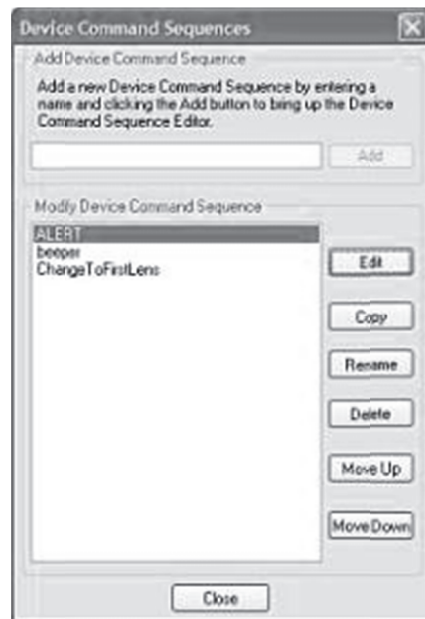 Device Command Sequences
Add Device Command Sequence
Add a new Device Command Sequence by entering a
name and clicking the Add button to bring up the Device
Command Sequence Editor.
Add
Modify Device Command Sequence
ALERT
beeper
ChangeToFirstLens
Edit
Copy
Rename
Delete
Move Up
Move Down
Close